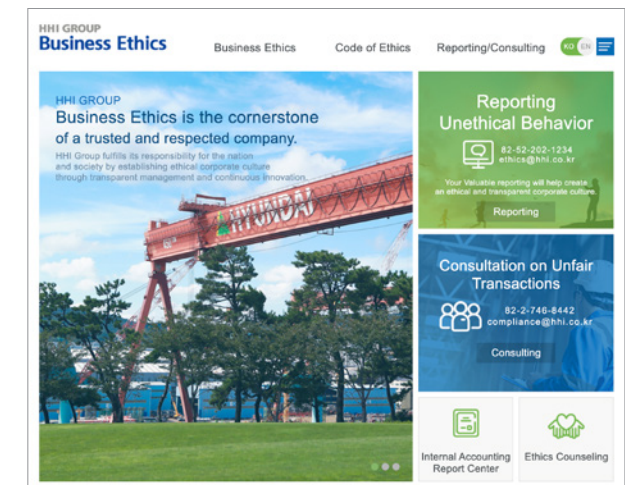 HHI GROUP
Business Ethics
Business Ethics
Code of Ethics
Reporting/Consulting
KO
EN
HHI GROUP
Business Ethics is the cornerstone
of a trusted and respected company.
HHI Group fulfills its responsibility for the nation
and society by establishing ethical corporate culture
through transparent management and continuous innovation.
HYUNDAI
Reporting
Unethical Behavior
82-52-202-1234
ethics@hhi.co.kr
Your Valuable reporting will help create
an ethical and transparent corporate culture.
Reporting
Consultation on Unfair
Transactions
82-2-746-8442
compliance@hhi.co.kr
Consulting
Internal Accounting
Report Center
Ethics Counseling